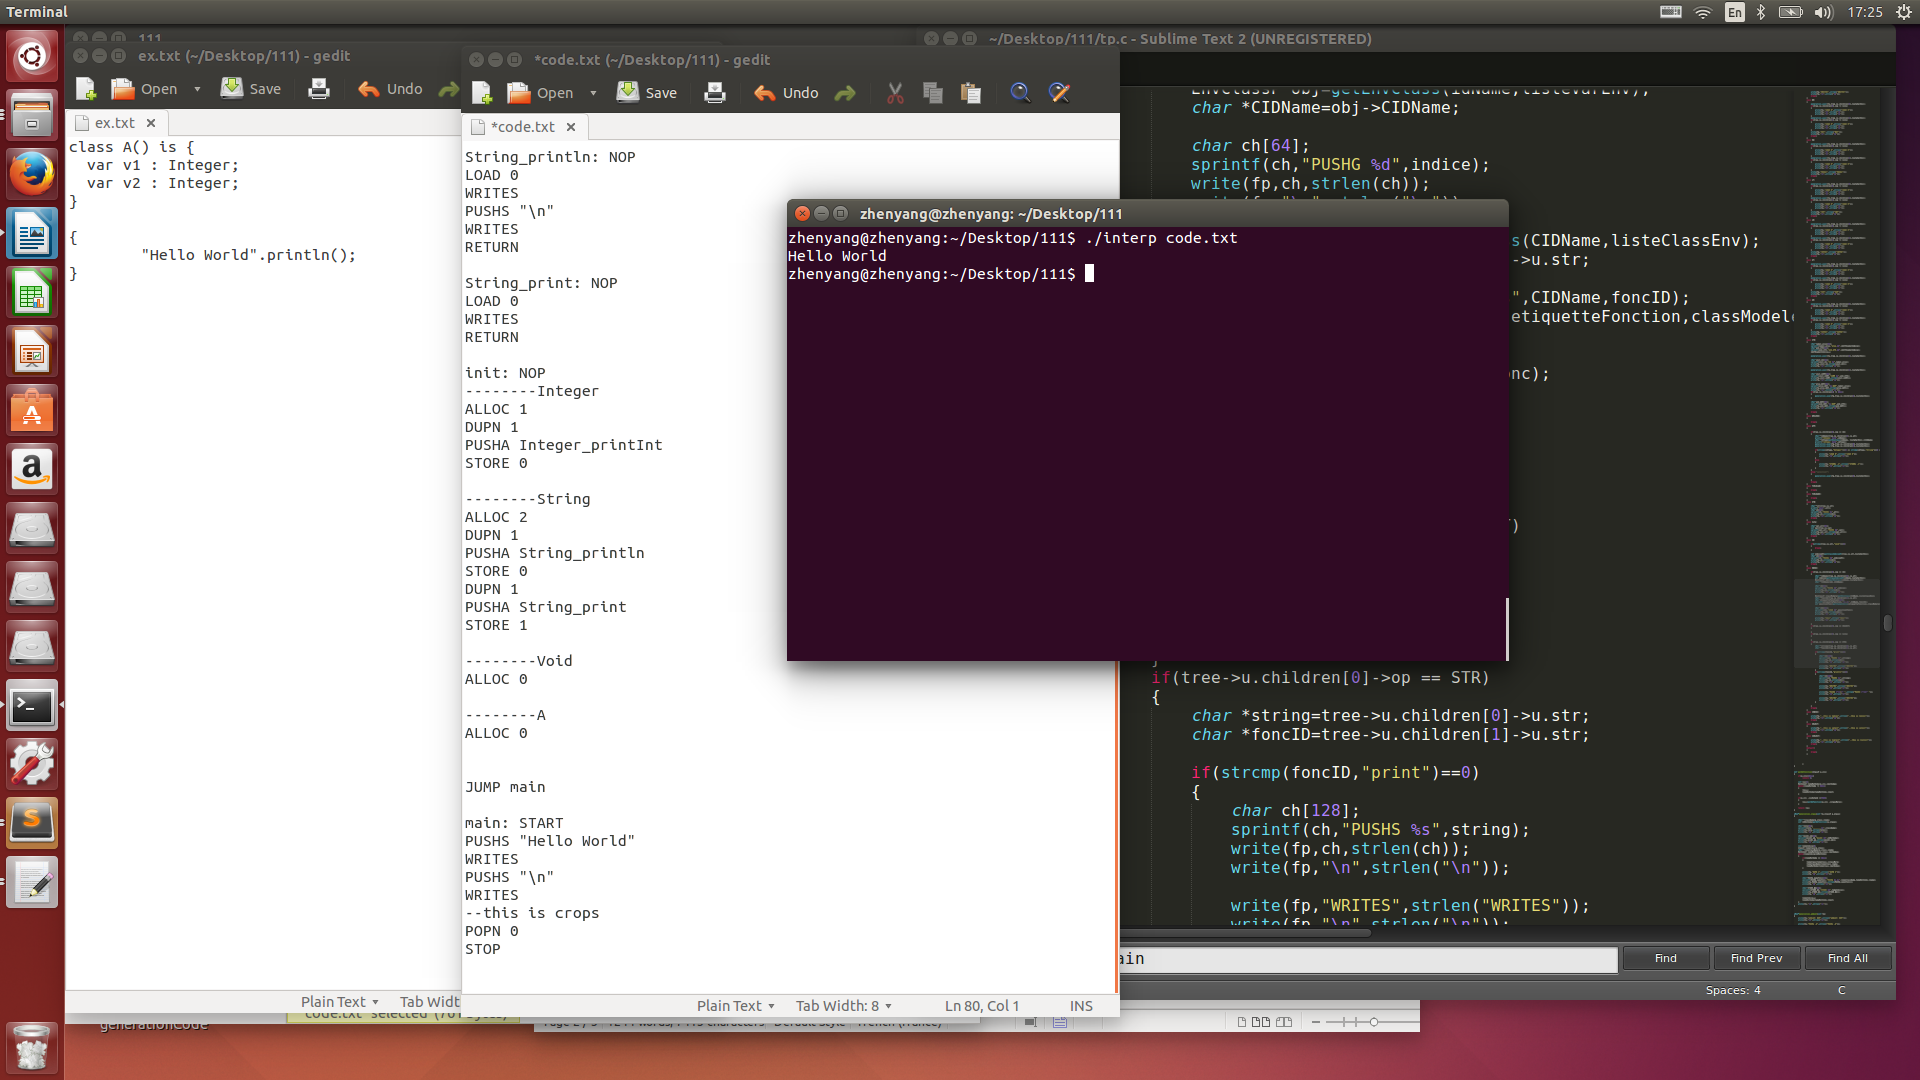 Terminal
En
17:25
111
ex.txt (~/Desktop/111) - gedit
Open
Save
Undo
ex.txt
class A() is {
var v1 : Integer;
var v2 : Integer;
}
{
"Hello World".println();
}
Plain Text
Tab Widt
*code.txt (~/Desktop/111) - gedit
Open
Save
Undo
*code.txt
String_println: NOP
LOAD 0
WRITES
PUSHS "\n"
WRITES
RETURN
String_print: NOP
LOAD 0
WRITES
RETURN
init: NOP
--------Integer
ALLOC 1
DUPN 1
PUSHA Integer_printInt
STORE 0
--------String
ALLOC 2
DUPN 1
PUSHA String_println
STORE 0
DUPN 1
PUSHA String_print
STORE 1
--------Void
ALLOC 0
--------A
ALLOC 0
JUMP main
main: START
PUSHS "Hello World"
WRITES
PUSHS "\n"
WRITES
--this is crops
POPN 0
STOP
Plain Text
Tab Width: 8
Ln 80, Col 1
INS
zhenyang@zhenyang: ~/Desktop/111
zhenyang@zhenyang:~/Desktop/111$ ./interp code.txt
Hello World
zhenyang@zhenyang:~/Desktop/111$
~/Desktop/111/tp.c - Sublime Text 2 (UNREGISTERED)
EnvClassP obj=getEnvClass(idName,listeVarEnv);
char *CIDName=obj->CIDName;
char ch[64];
sprintf(ch,"PUSHG %d",indice);
write(fp,ch,strlen(ch));
s(CIDName,listeClassEnv);
->u.str;
",CIDName,foncID);
etiquetteFonction,classModel
nc);
)
}
if(tree->u.children[0]->op == STR)
{
char *string=tree->u.children[0]->u.str;
char *foncID=tree->u.children[1]->u.str;
if(strcmp(foncID,"print")==0)
{
char ch[128];
sprintf(ch,"PUSHS %s",string);
write(fp,ch,strlen(ch));
write(fp,"\n",strlen("\n"));
write(fp,"WRITES",strlen("WRITES"));
write(fp,"\n",strlen("\n"));
ain
Find
Find Prev
Find All
Spaces: 4
C
generationCode